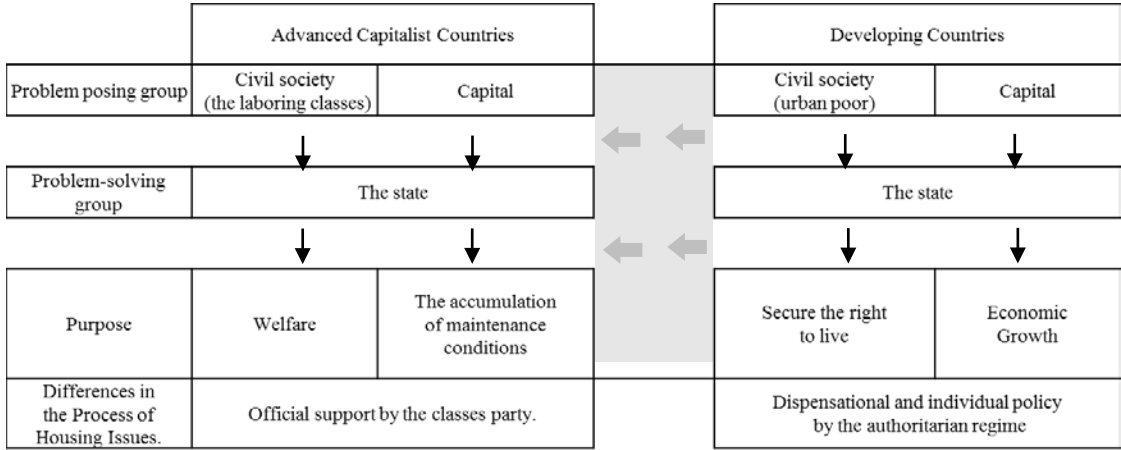 Advanced Capitalist Countries
Developing Countries
Problem posing group
Civil society
(the laboring classes)
Capital
Civil society
(urban poor)
Capital
Problem-solving
group
The state
The state
Purpose
Welfare
The accumulation
of maintenance
conditions
Secure the right
to live
Economic
Growth
Differences in
the Process of
Housing Issues.
Official support by the classes party.
Dispensational and individual policy
by the authoritarian regime